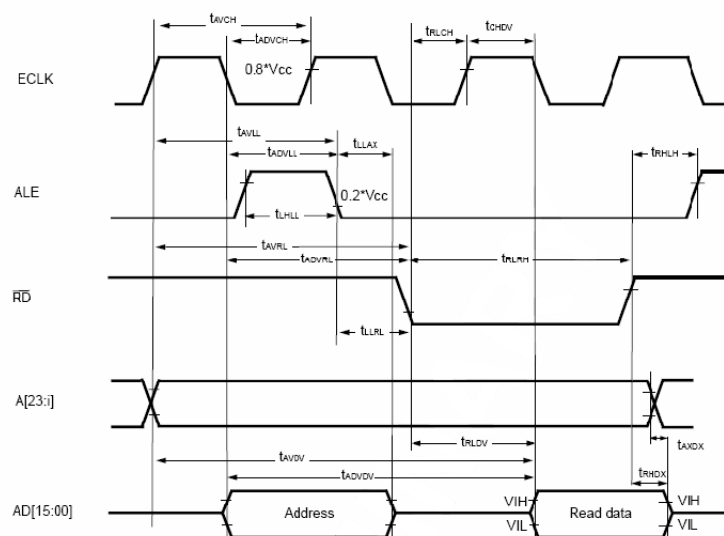 tAVCH
tADVCH
tRLCH
tCHDV
ECLK
0.8*Vcc
tAVLL
tADVLL
tLLAX
tRHLH
ALE
0.2*Vcc
tLHLL
tAVRL
tADVRL
tRLRH
RD
tLLRL
A[23:i]
tRLDV
tAXDX
tAVDV
tADVDV
tRHDX
AD[15:00]
Address
VIH
VIL
Read data
VIH
VIL